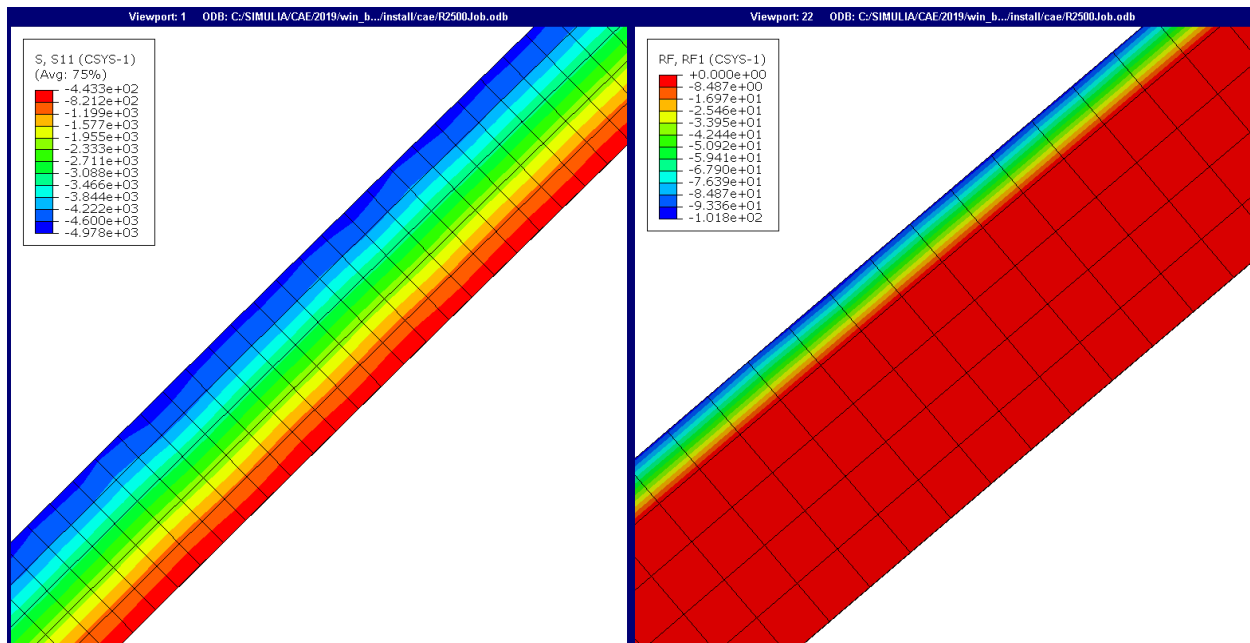 Viewport: 1 ODB: C:/SIMULIA/CAE/2019/win_b.../install/cae/R2500Job.odb
S, S11 (CSYS-1)
(Avg: 75%)
-4.433e+02
-8.212e+02
-1.199e+03
-1.577e+03
-1.955e+03
-2.333e+03
-2.711e+03
-3.088e+03
-3.466e+03
-3.844e+03
-4.222e+03
-4.600e+03
-4.978e+03
Viewport: 22 ODB: C:/SIMULIA/CAE/2019/win_b.../install/cae/R2500Job.odb
RF, RF1 (CSYS-1)
+0.000e+00
-8.487e+00
-1.697e+01
-2.546e+01
-3.395e+01
-4.244e+01
-5.092e+01
-5.941e+01
-6.790e+01
-7.639e+01
-8.487e+01
-9.336e+01
-1.018e+02